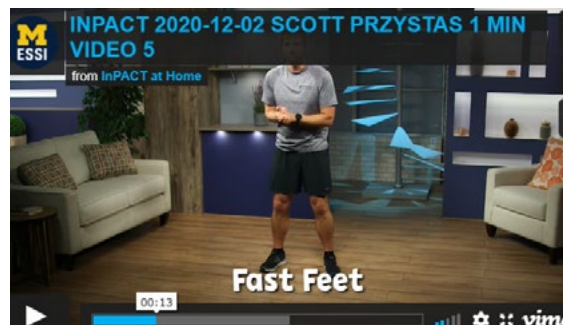 M
ESSI
INPACT 2020-12-02 SCOTT PRZYSTAS 1 MIN
VIDEO 5
from InPACT at Home
Fast Feet
00:13